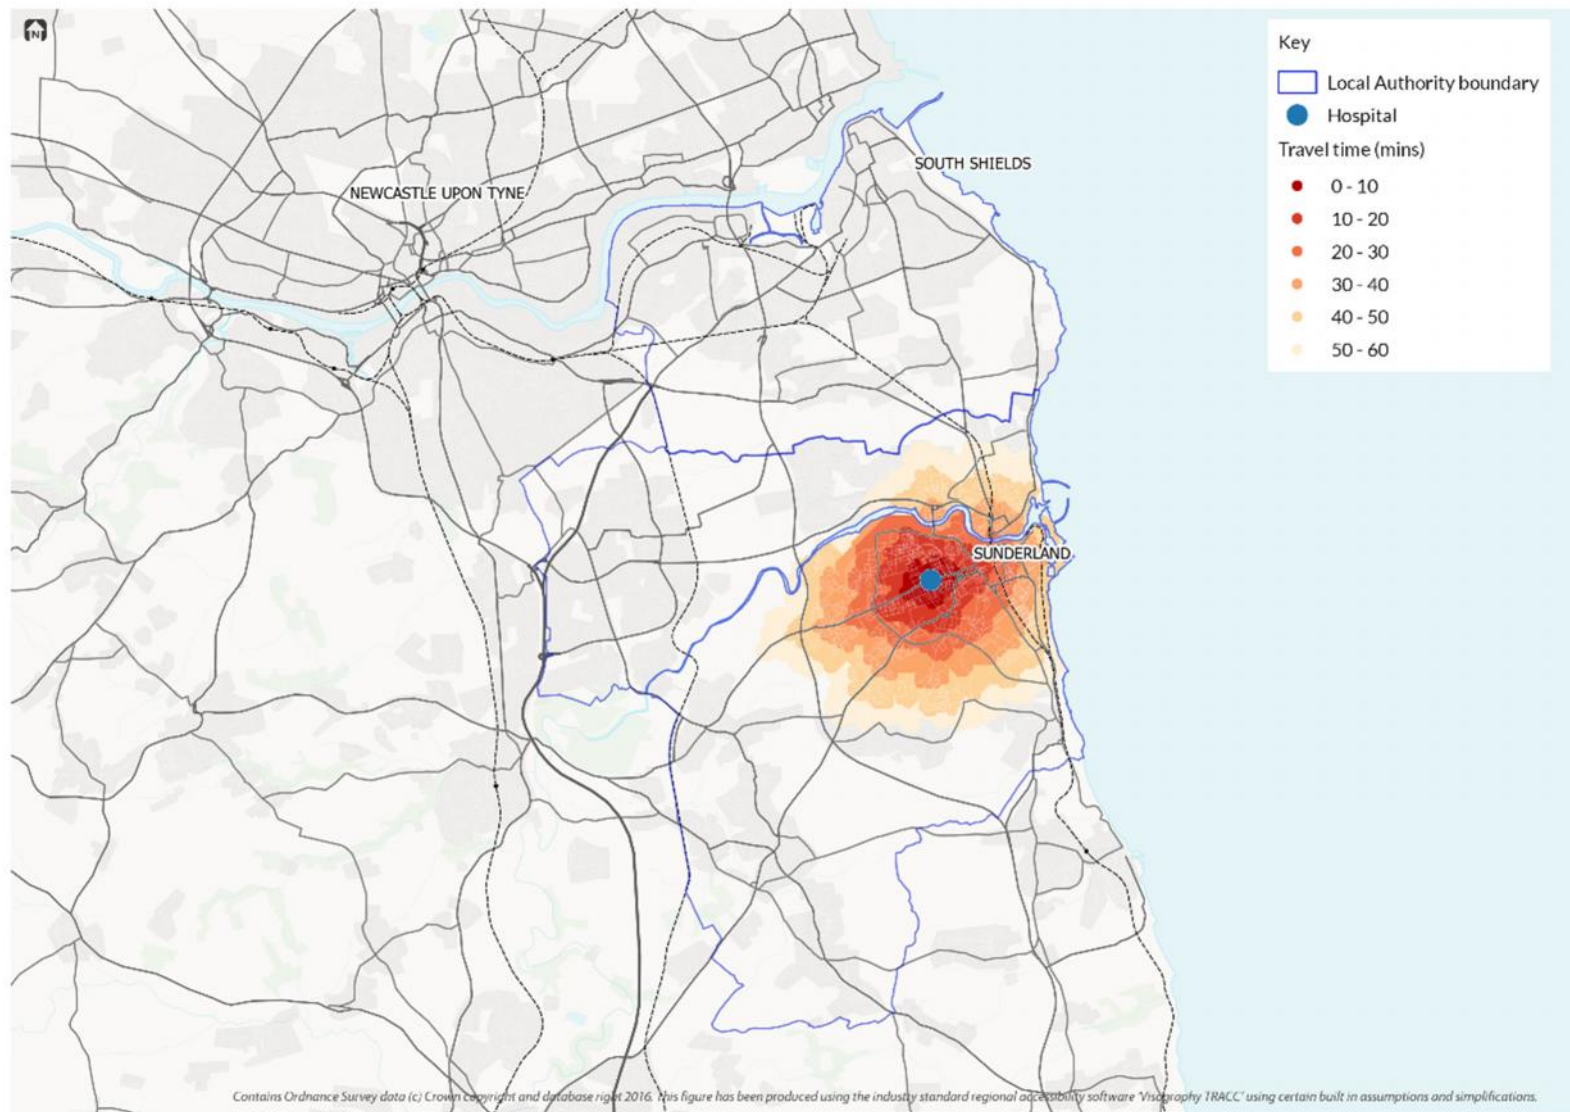 N
Key
Local Authority boundary
Hospital
Travel time (mins)
0 - 10
10 - 20
20 - 30
30 - 40
40 - 50
50 - 60
SOUTH SHIELDS
NEWCASTLE UPON TYNE
SUNDERLAND
Contains Ordnance Survey data (c) Crown copyright and database right 2016. This figure has been produced using the industry standard regional accessibility software 'Visography TRACC' using certain built in assumptions and simplifications.